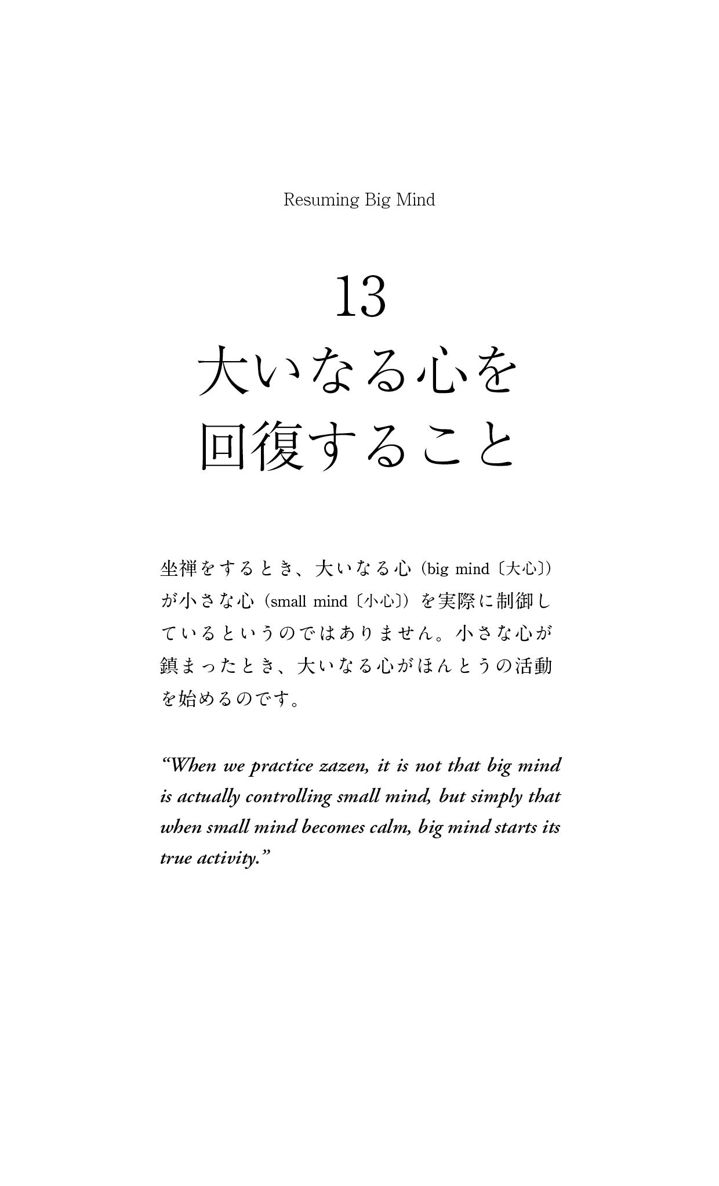 Resuming Big Mind
13
大いなる心を
回復すること
坐禅をするとき、大いなる心（big mind〔大心〕）
が小さな心（small mind〔小心〕）を実際に制御し
ているというのではありません。小さな心が
鎮まったとき、大いなる心がほんとうの活動
を始めるのです。
“When we practice zazen, it is not that big mind
is actually controlling small mind, but simply that
when small mind becomes calm, big mind starts its
true activity.”